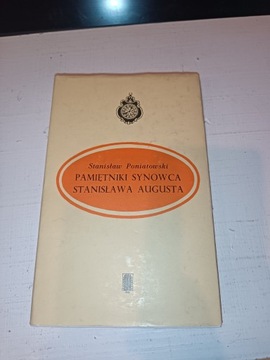 Stanisław Poniatowski
PAMIĘTNIKI SYNOWCA
STANISŁAWA AUGUSTA